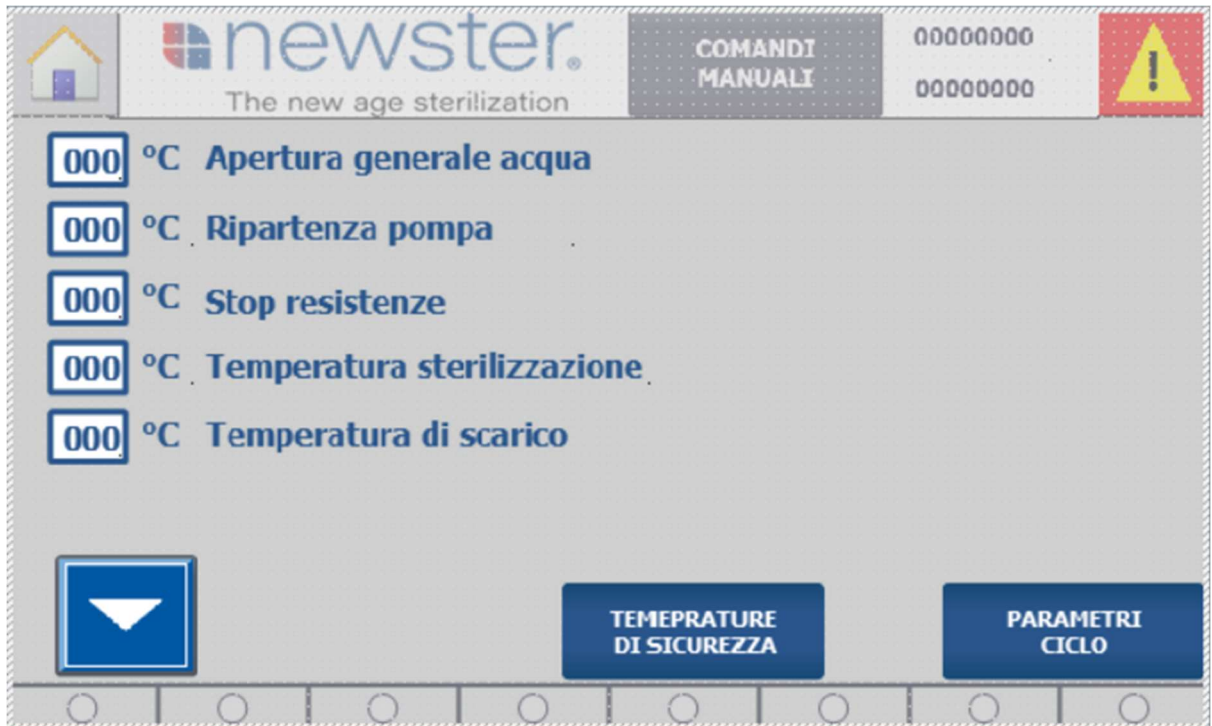 newster®
The new age sterilization
COMANDI
MANUALI
00000000
00000000
000 °C Apertura generale acqua
000 °C Ripartenza pompa
000 °C Stop resistenze
000 °C Temperatura sterilizzazione
000 °C Temperatura di scarico
TEMEPRATURE
DI SICUREZZA
PARAMETRI
CICLO